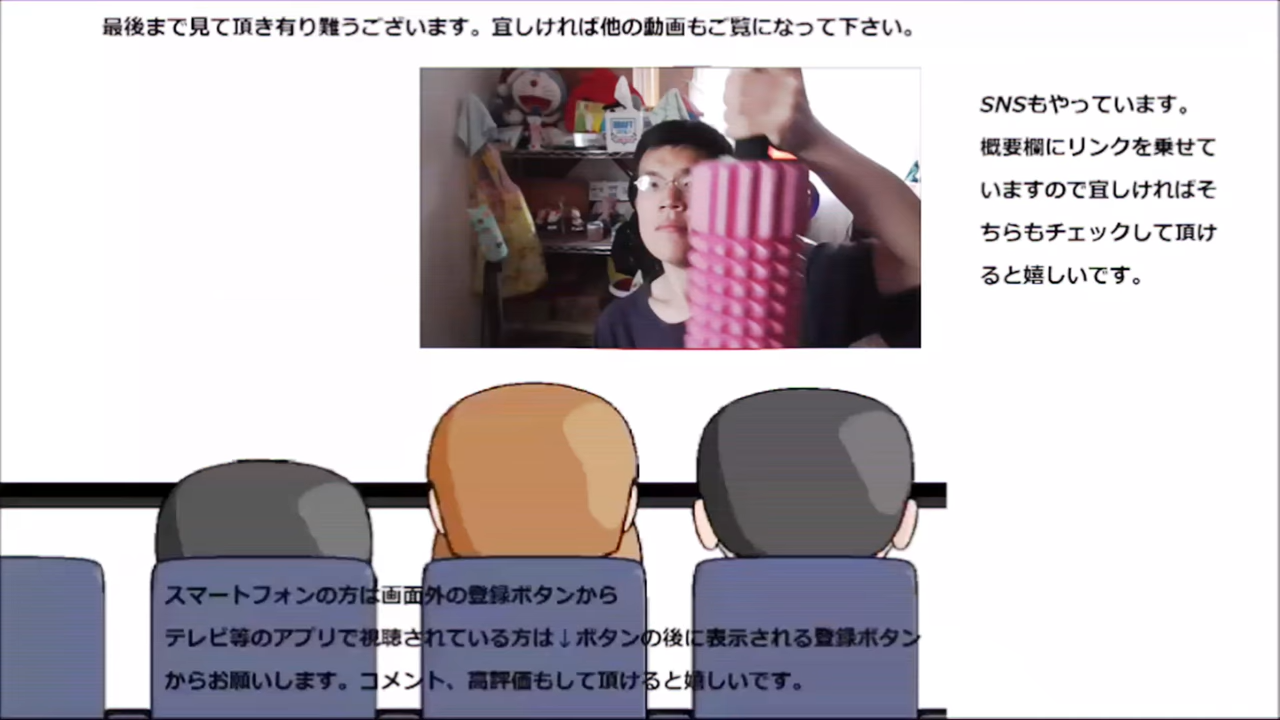 最後まで見て頂き有り難うございます。宜しければ他の動画もご覧になって下さい。
SNSもやっています。
概要欄にリンクを乗せて
いますので宜しければそ
ちらもチェックして頂け
ると嬉しいです。
スマートフォンの方は画面外の登録ボタンから
テレビ等のアプリで視聴されている方は↓ボタンの後に表示される登録ボタン
からお願いします。コメント、高評価もして頂けると嬉しいです。